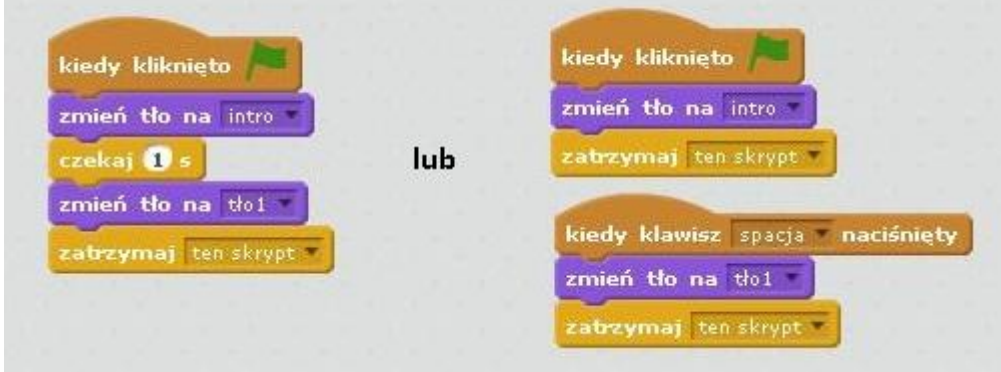 kiedy kliknięto
zmień tło na intro
czekaj 1 s
zmień tło na tło1
zatrzymaj ten skrypt
lub
kiedy kliknięto
zmień tło na intro
zatrzymaj ten skrypt
kiedy klawisz spacja naciśnięty
zmień tło na tło1
zatrzymaj ten skrypt